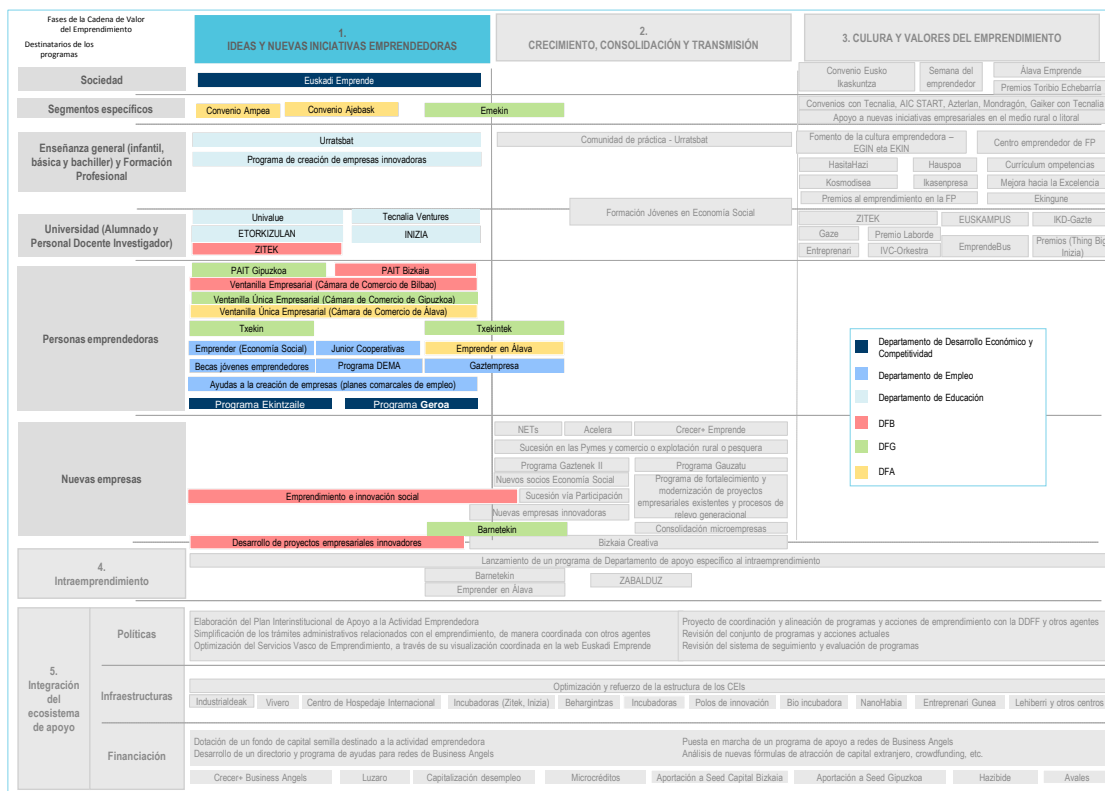 Fases de la Cadena de Valor
del Emprendimiento
Destinatarios de los
programas
1.
IDEAS Y NUEVAS INICIATIVAS EMPRENDEDORAS
2.
CRECIMIENTO, CONSOLIDACIÓN Y TRANSMISIÓN
3. CULURA Y VALORES DEL EMPRENDIMIENTO
Sociedad
Euskadi Emprende
Convenio Eusko
Ikaskuntza
Semana del
emprendedor
Álava Emprende
Premios Toribio Echebarría
Segmentos específicos
Convenio Ampea
Convenio Ajebask
Emekin
Convenios con Tecnalia, AIC START, Azterlan, Mondragón, Gaiker con Tecnalia
Apoyo a nuevas iniciativas empresariales en el medio rural o litoral
Enseñanza general (infantil,
básica y bachiller) y Formación
Profesional
Urratsbat
Programa de creación de empresas innovadoras
Comunidad de práctica - Urratsbat
Fomento de la cultura emprendedora –
EGIN eta EKIN
Centro emprendedor de FP
HasitaHazi
Hauspoa
Currículum ompetencias
Kosmodisea
Ikasenpresa
Mejora hacia la Excelencia
Premios al emprendimiento en la FP
Ekingune
Universidad (Alumnado y
Personal Docente Investigador)
Univalue
Tecnalia Ventures
ETORKIZULAN
INIZIA
ZITEK
Formación Jóvenes en Economía Social
ZITEK
EUSKAMPUS
IKD-Gazte
Gaze
Premio Laborde
Entreprenari
IVC-Orkestra
EmprendeBus
Premios (Thing Big
Inizia)
Personas emprendedoras
PAIT Gipuzkoa
PAIT Bizkaia
Ventanilla Empresarial (Cámara de Comercio de Bilbao)
Ventanilla Única Empresarial (Cámara de Comercio de Gipuzkoa)
Ventanilla Única Empresarial (Cámara de Comercio de Álava)
Txekin
Txekintek
Emprender (Economía Social)
Junior Cooperativas
Emprender en Álava
Becas jóvenes emprendedores
Programa DEMA
Gaztempresa
Ayudas a la creación de empresas (planes comarcales de empleo)
Programa Ekintzaile
Programa Geroa
Departamento de Desarrollo Económico y
Competitividad
Departamento de Empleo
Departamento de Educación
DFB
DFG
DFA
Nuevas empresas
NETs
Acelera
Crecer+ Emprende
Sucesión en las Pymes y comercio o explotación rural o pesquera
Programa Gaztenek II
Programa Gauzatu
Nuevos socios Economía Social
Programa de fortalecimiento y
modernización de proyectos
empresariales existentes y procesos de
relevo generacional
Emprendimiento e innovación social
Sucesión vía Participación
Nuevas empresas innovadoras
Barnetekin
Consolidación microempresas
Desarrollo de proyectos empresariales innovadores
Bizkaia Creativa
4.
Intraemprendimiento
Lanzamiento de un programa de Departamento de apoyo específico al intraemprendimiento
Barnetekin
ZABALDUZ
Emprender en Álava
5.
Integración
del
ecosistema
de apoyo
Políticas
Elaboración del Plan Interinstitucional de Apoyo a la Actividad Emprendedora
Simplificación de los trámites administrativos relacionados con el emprendimiento, de manera coordinada con otros agentes
Optimización del Servicios Vasco de Emprendimiento, a través de su visualización coordinada en la web Euskadi Emprende
Proyecto de coordinación y alineación de programas y acciones de emprendimiento con la DDFF y otros agentes
Revisión del conjunto de programas y acciones actuales
Revisión del sistema de seguimiento y evaluación de programas
Infraestructuras
Optimización y refuerzo de la estructura de los CEIs
Industrialdeak
Vivero
Centro de Hospedaje Internacional
Incubadoras (Zitek, Inizia)
Behargintzas
Incubadoras
Polos de innovación
Bio incubadora
NanoHabia
Entreprenari Gunea
Lehiberri y otros centros
Financiación
Dotación de un fondo de capital semilla destinado a la actividad emprendedora
Desarrollo de un directorio y programa de ayudas para redes de Business Angels
Puesta en marcha de un programa de apoyo a redes de Business Angels
Análisis de nuevas fórmulas de atracción de capital extranjero, crowdfunding, etc.
Crecer+ Business Angels
Luzaro
Capitalización desempleo
Microcréditos
Aportación a Seed Capital Bizkaia
Aportación a Seed Gipuzkoa
Hazibide
Avales